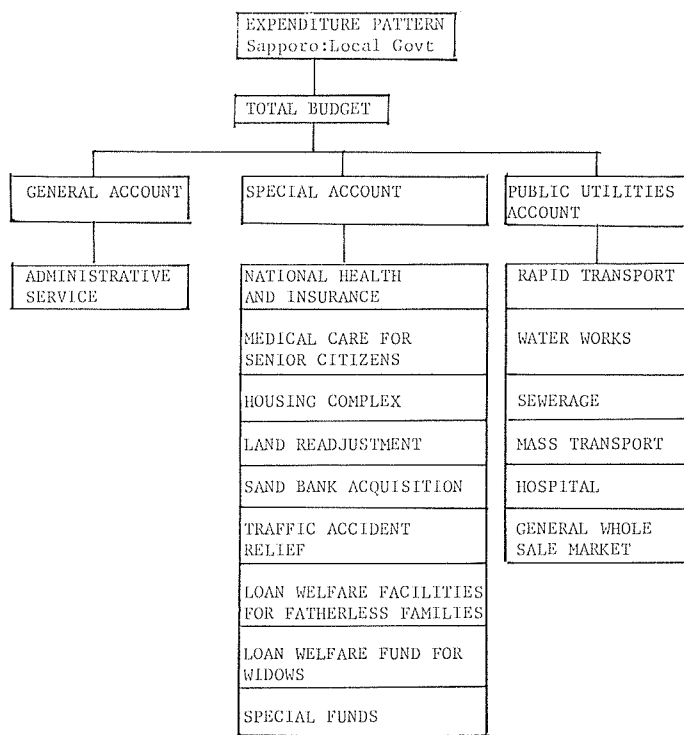 EXPENDITURE PATTERN
Sapporo:Local Govt
TOTAL BUDGET
GENERAL ACCOUNT
SPECIAL ACCOUNT
PUBLIC UTILITIES
ACCOUNT
ADMINISTRATIVE
SERVICE
NATIONAL HEALTH
AND INSURANCE
MEDICAL CARE FOR
SENIOR CITIZENS
HOUSING COMPLEX
LAND READJUSTMENT
SAND BANK ACQUISITION
TRAFFIC ACCIDENT
RELIEF
LOAN WELFARE FACILITIES
FOR FATHERLESS FAMILIES
LOAN WELFARE FUND FOR
WIDOWS
SPECIAL FUNDS
RAPID TRANSPORT
WATER WORKS
SEWERAGE
MASS TRANSPORT
HOSPITAL
GENERAL WHOLE
SALE MARKET